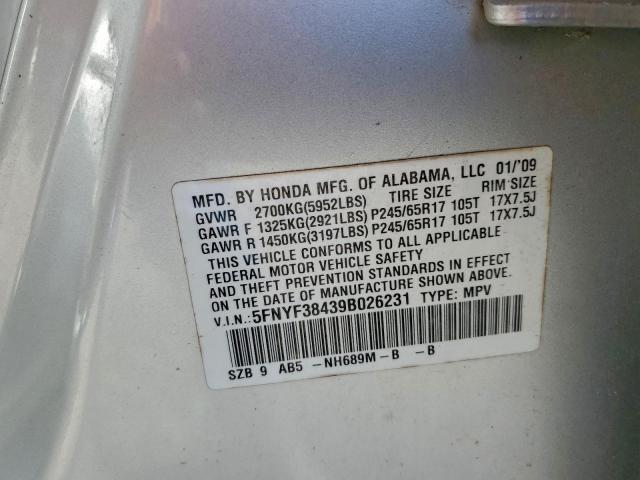 MFD. BY HONDA MFG. OF ALABAMA, LLC 01/'09
GVWR 2700KG(5952LBS) TIRE SIZE RIM SIZE
GAWR F 1325KG(2921LBS) P245/65R17 105T 17X7.5J
GAWR R 1450KG(3197LBS) P245/65R17 105T 17X7.5J
THIS VEHICLE CONFORMS TO ALL APPLICABLE
FEDERAL MOTOR VEHICLE SAFETY
AND THEFT PREVENTION STANDARDS IN EFFECT
ON THE DATE OF MANUFACTURE SHOWN ABOVE.
V.I.N.: 5FNYF38439B026231 TYPE: MPV
SZB 9 AB5 -NH689M-B -B